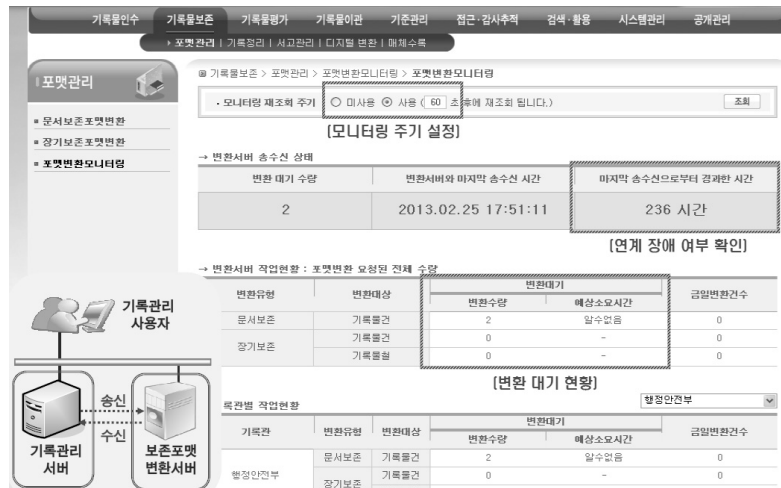 기록물인수 기록물보존 기록물평가 기록물이관 기준관리 접근·감사추적 검색·활용 시스템관리 공개관리
포맷관리 | 기록정리 | 서고관리 | 디지털 변환 | 매체수록
포맷관리
문서보존포맷변환
장기보존포맷변환
포맷변환모니터링
기록물보존 > 포맷관리 > 포맷변환모니터링 > 포맷변환모니터링
· 모니터링 재조회 주기 미사용 사용 ( 60 초 후에 재조회 됩니다.) 조회
[모니터링 주기 설정]
→ 변환서버 송수신 상태
변환 대기 수량 변환서버와 마지막 송수신 시간 마지막 송수신으로부터 경과한 시간
2 2013.02.25 17:51:11 236 시간
[연계 장애 여부 확인]
→ 변환서버 작업현황 : 포맷변환 요청된 전체 수량
변환유형 변환대상 변환대기 금일변환건수
변환수량 예상소요시간
문서보존 기록물건 2 알수없음 0
장기보존 기록물건 0 - 0
기록물철 0 - 0
[변환 대기 현황]
록관별 작업현황 행정안전부
기록관 변환유형 변환대상 변환대기 금일변환건수
변환수량 예상소요시간
행정안전부 문서보존 기록물건 2 알수없음 0
장기보존 기록물건 0 - 0
기록관리
사용자
송신
수신
기록관리
서버
보존포맷
변환서버